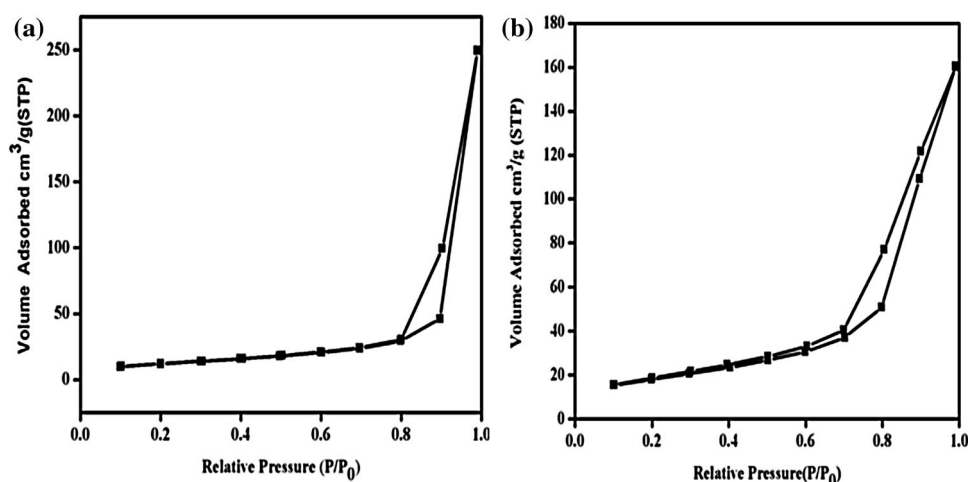 (a)
Volume Adsorbed cm³/g(STP)
250
200
150
100
50
0
0.0 0.2 0.4 0.6 0.8 1.0
Relative Pressure (P/P₀)
(b)
Volume Adsorbed cm³/g (STP)
180
160
140
120
100
80
60
40
20
0
0.0 0.2 0.4 0.6 0.8 1.0
Relative Pressure(P/P₀)